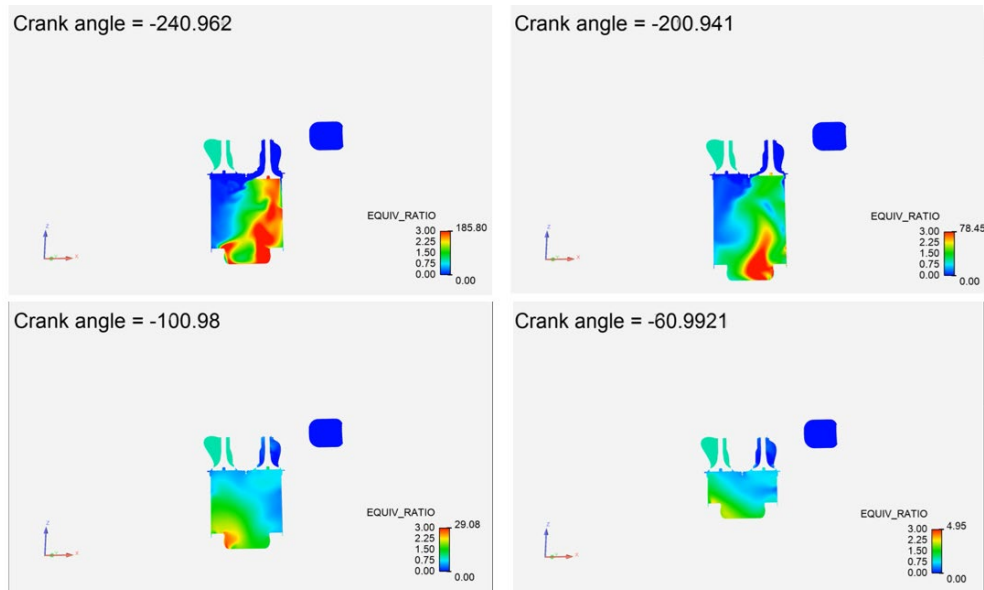 Crank angle = -240.962
EQUIV_RATIO
3.00 185.80
2.25
1.50
0.75
0.00 0.00
z
x
Crank angle = -200.941
EQUIV_RATIO
3.00 78.45
2.25
1.50
0.75
0.00 0.00
z
x
Crank angle = -100.98
EQUIV_RATIO
3.00 29.08
2.25
1.50
0.75
0.00 0.00
z
x
Crank angle = -60.9921
EQUIV_RATIO
3.00 4.95
2.25
1.50
0.75
0.00 0.00
z
x